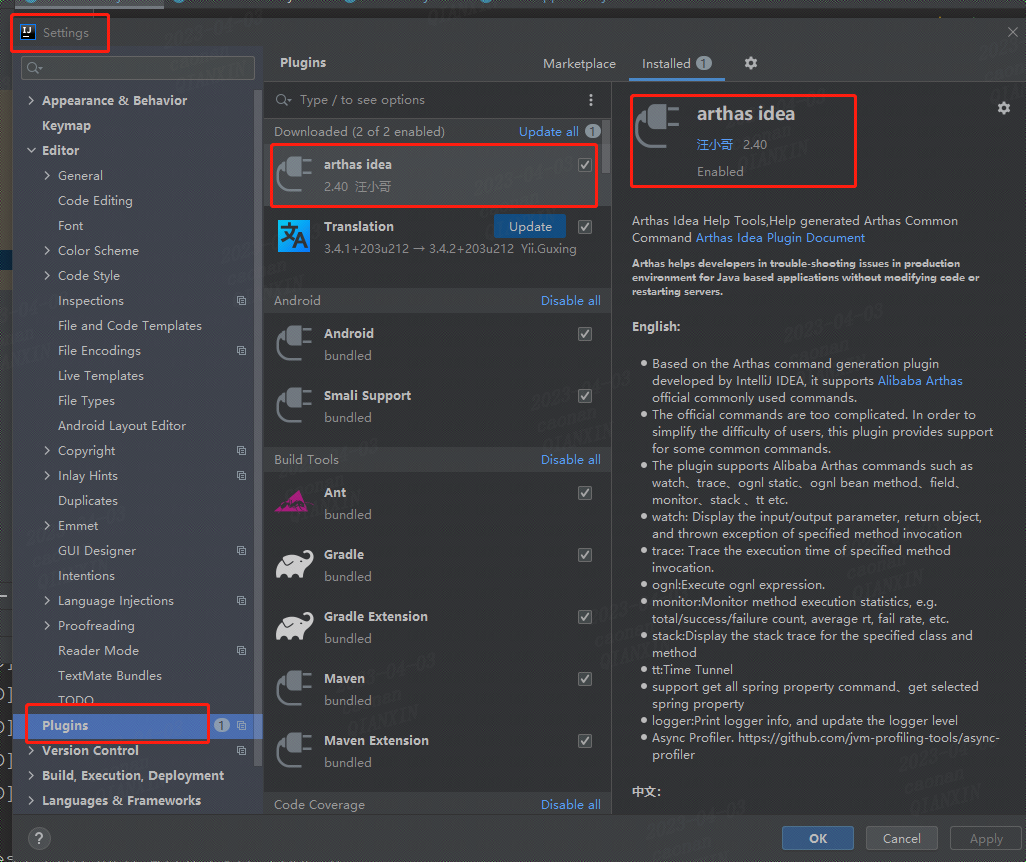 Settings
Appearance & Behavior
Keymap
Editor
General
Code Editing
Font
Color Scheme
Code Style
Inspections
File and Code Templates
File Encodings
Live Templates
File Types
Android Layout Editor
Copyright
Inlay Hints
Duplicates
Emmet
GUI Designer
Intentions
Language Injections
Proofreading
Reader Mode
TextMate Bundles
TODO
Plugins 1
Version Control
Build, Execution, Deployment
Languages & Frameworks
?
Plugins
Marketplace
Installed 1
Type / to see options
Downloaded (2 of 2 enabled) Update all 1
arthas idea
2.40 汪小哥
Translation Update
3.4.1+203u212 → 3.4.2+203u212 Yii.Guxing
Android Disable all
Android
bundled
Smali Support
bundled
Build Tools Disable all
Ant
bundled
Gradle
bundled
Gradle Extension
bundled
Maven
bundled
Maven Extension
bundled
Code Coverage Disable all
arthas idea
汪小哥 2.40
Enabled
Arthas Idea Help Tools,Help generated Arthas Common
Command Arthas Idea Plugin Document
Arthas helps developers in trouble-shooting issues in production
environment for Java based applications without modifying code or
restarting servers.
English:
Based on the Arthas command generation plugin
developed by IntelliJ IDEA, it supports Alibaba Arthas
official commonly used commands.
The official commands are too complicated. In order to
simplify the difficulty of users, this plugin provides support
for some common commands.
The plugin supports Alibaba Arthas commands such as
watch、trace、ognl static、ognl bean method、field、
monitor、stack 、tt etc.
watch: Display the input/output parameter, return object,
and thrown exception of specified method invocation
trace: Trace the execution time of specified method
invocation.
ognl:Execute ognl expression.
monitor:Monitor method execution statistics, e.g.
total/success/failure count, average rt, fail rate, etc.
stack:Display the stack trace for the specified class and
method
tt:Time Tunnel
support get all spring property command、get selected
spring property
logger:Print logger info, and update the logger level
Async Profiler. https://github.com/jvm-profiling-tools/async-
profiler
中文:
OK
Cancel
Apply